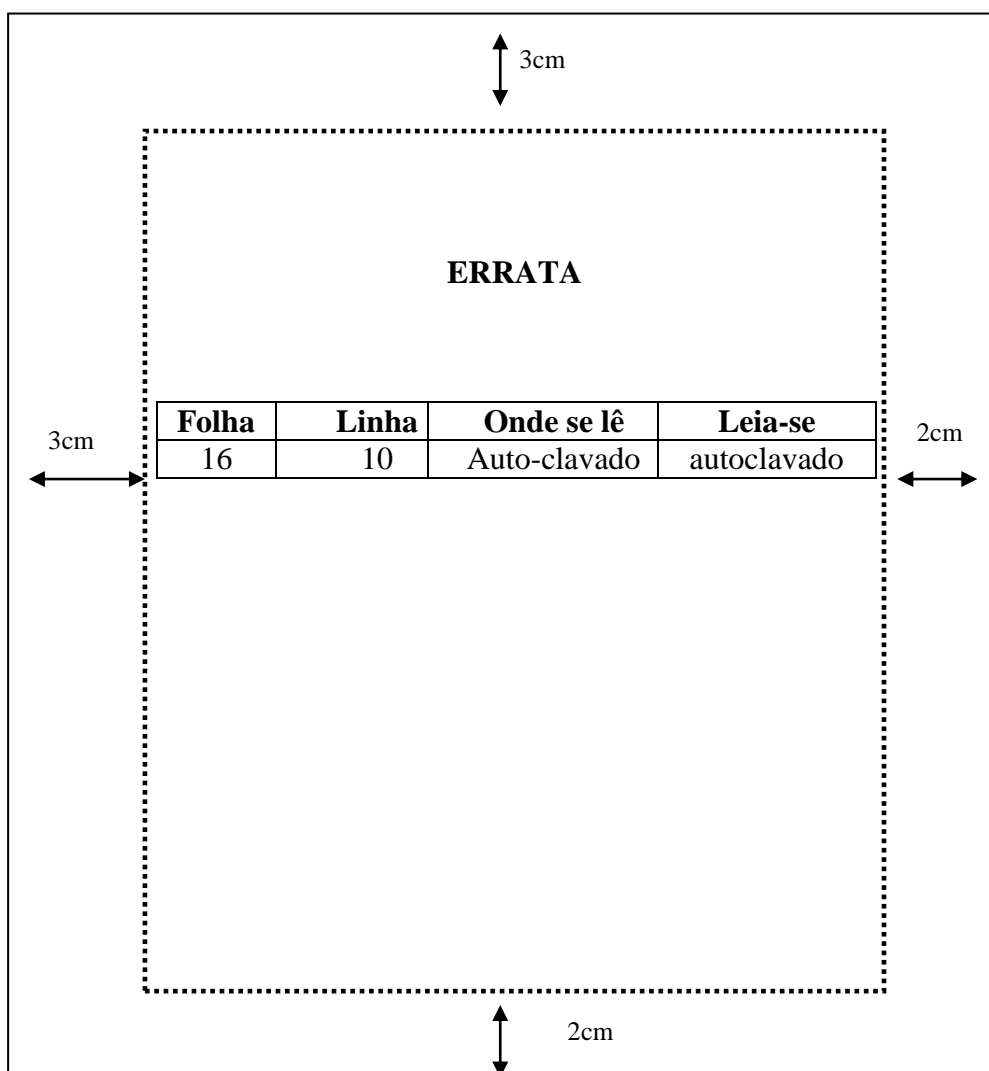 3cm
ERRATA
Folha Linha Onde se lê Leia-se
3cm
2cm
16 10 Auto-clavado autoclavado
2cm